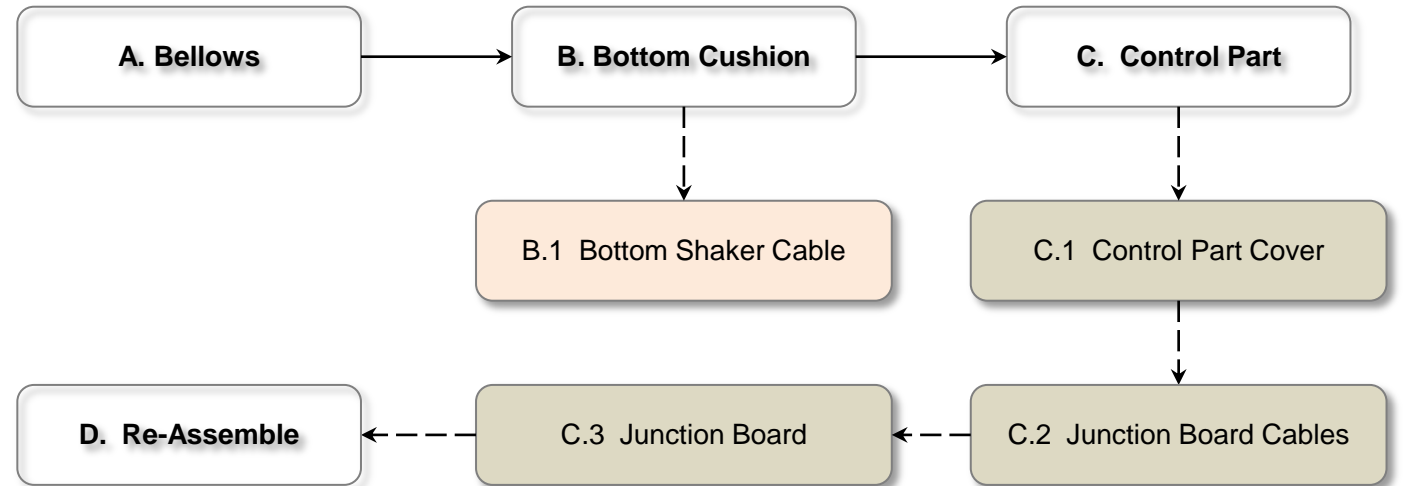 A. Bellows
B. Bottom Cushion
C.  Control Part
B.1  Bottom Shaker Cable
C.1  Control Part Cover
D.  Re-Assemble
C.3  Junction Board
C.2  Junction Board Cables